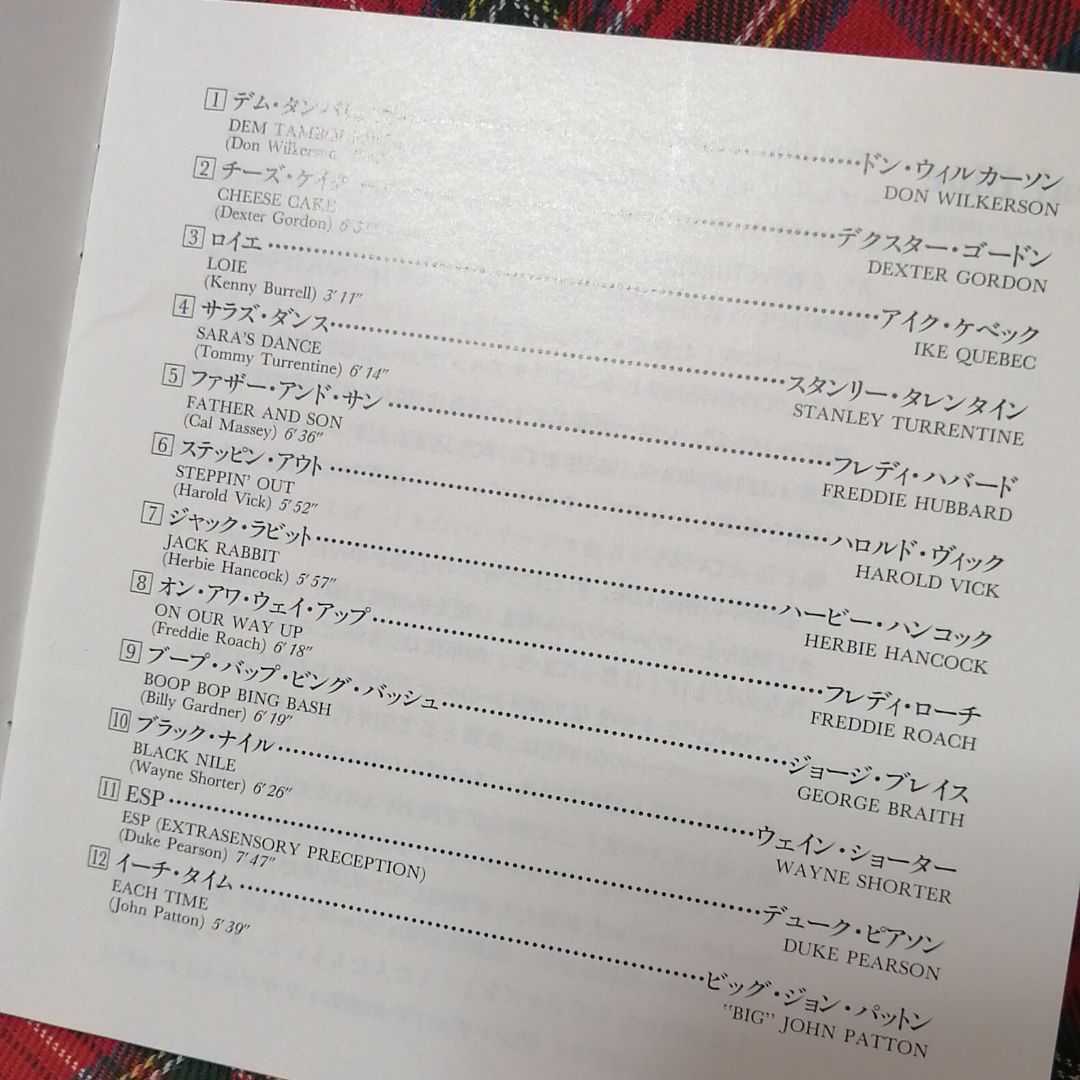 1 デム・タンバリン
ドン・ウィルカーソン
DEM
DON WILKERSON
(Don Wilkerson
2 チーズ・ケイク
デクスター・ゴードン
CHEESE CAKE
DEXTER GORDON
(Dexter Gordon)
3 ロイエ
アイク・ケベック
LOIE
IKE QUEBEC
(Kenny Burrell) 3'11"
4 サラズ・ダンス
スタンリー・タレンタイン
SARA'S DANCE
STANLEY TURRENTINE
(Tommy Turrentine) 6'14"
5 ファザー・アンド・サン
フレディ・ハバード
FATHER AND SON
FREDDIE HUBBARD
(Cal Massey) 6'36"
6 ステッピン・アウト
ハロルド・ヴィック
STEPPIN' OUT
HAROLD VICK
(Harold Vick) 5'52"
7 ジャック・ラビット
ハービー・ハンコック
JACK RABBIT
HERBIE HANCOCK
(Herbie Hancock) 5'57"
8 オン・アワ・ウェイ・アップ
フレディ・ローチ
ON OUR WAY UP
FREDDIE ROACH
(Freddie Roach) 6'18"
9 ブープ・バップ・ビング・バッシュ
ジョージ・ブレイス
BOOP BOP BING BASH
GEORGE BRAITH
(Billy Gardner) 6'19"
10 ブラック・ナイル
ウェイン・ショーター
BLACK NILE
WAYNE SHORTER
(Wayne Shorter) 6'26"
11 ESP
デューク・ピアソン
ESP (EXTRASENSORY PRECEPTION)
DUKE PEARSON
(Duke Pearson) 7'47"
12 イーチ・タイム
ビッグ・ジョン・パットン
EACH TIME
"BIG" JOHN PATTON
(John Patton) 5'39"